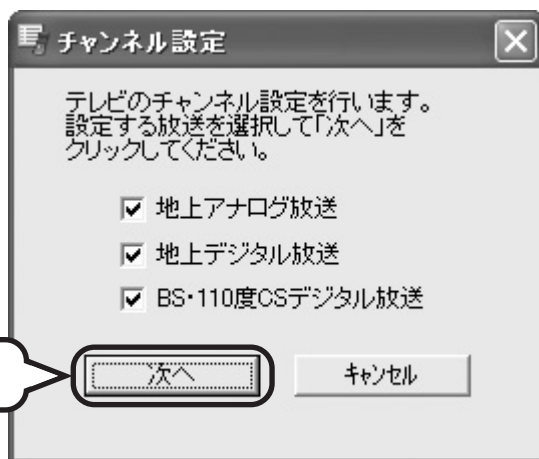 チャンネル設定
テレビのチャンネル設定を行います。
設定する放送を選択して「次へ」を
クリックしてください。
地上アナログ放送
地上デジタル放送
BS・110度CSデジタル放送
次へ
キャンセル